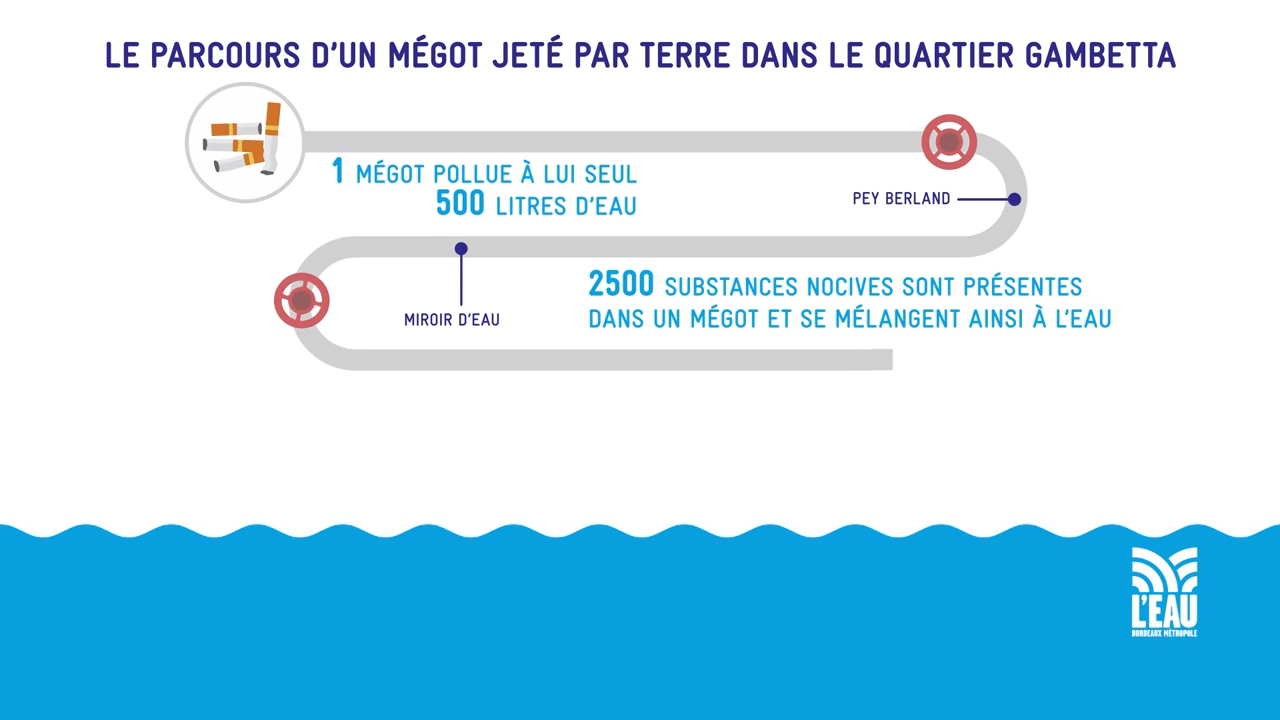 LE PARCOURS D'UN MÉGOT JETÉ PAR TERRE DANS LE QUARTIER GAMBETTA
1 MÉGOT POLLUE À LUI SEUL
500 LITRES D'EAU
PEY BERLAND
2500 SUBSTANCES NOCIVES SONT PRÉSENTES
DANS UN MÉGOT ET SE MÉLANGENT AINSI À L'EAU
MIROIR D'EAU
L'EAU
BORDEAUX MÉTROPOLE